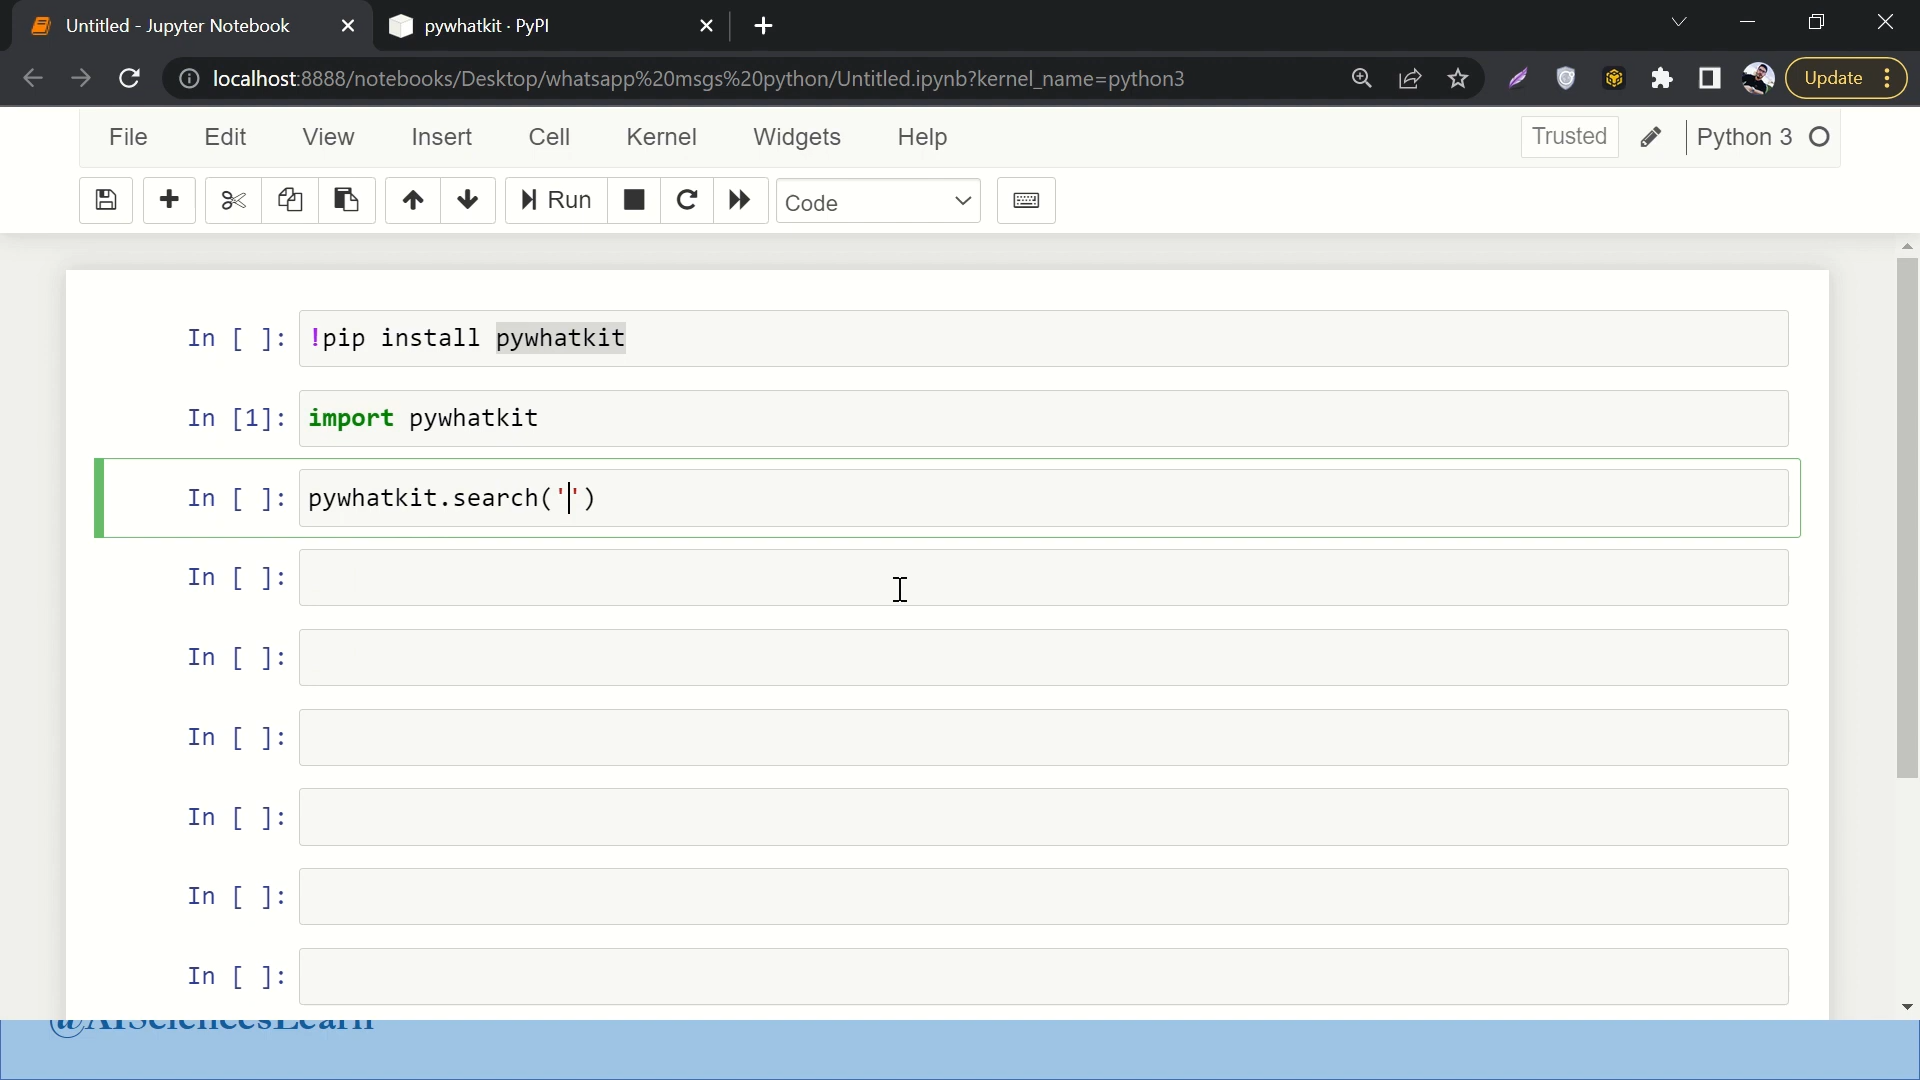 Untitled - Jupyter Notebook
pywhatkit · PyPI
localhost:8888/notebooks/Desktop/whatsapp%20msgs%20python/Untitled.ipynb?kernel_name=python3
Update
File Edit View Insert Cell Kernel Widgets Help
Trusted
Python 3
Run
Code
In [ ]: !pip install pywhatkit
In [1]: import pywhatkit
In [ ]: pywhatkit.search('')
In [ ]:
In [ ]:
In [ ]:
In [ ]:
In [ ]:
In [ ]:
@AISciencesLearn